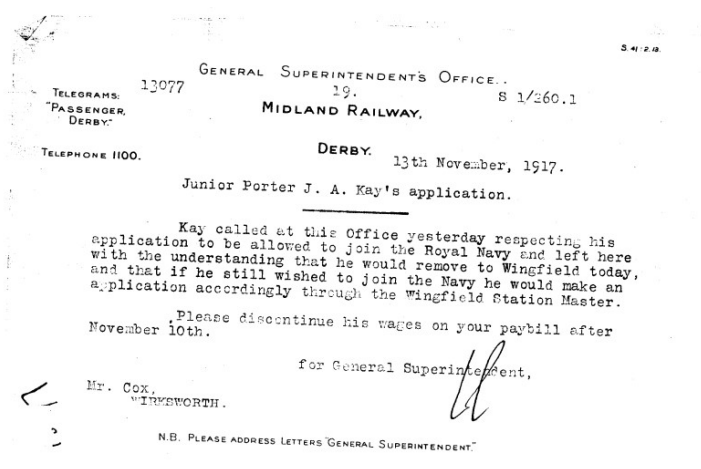 S. 41 : 2. 13.
GENERAL SUPERINTENDENT'S OFFICE..
TELEGRAMS: 13077 19. S 1/260.1
"PASSENGER, MIDLAND RAILWAY,
DERBY."
TELEPHONE 1100. DERBY.
13th November, 1917.
Junior Porter J. A. Kay's application.
Kay called at this Office yesterday respecting his
application to be allowed to join the Royal Navy and left here
with the understanding that he would remove to Wingfield today,
and that if he still wished to join the Navy he would make an
application accordingly through the Wingfield Station Master.
Please discontinue his wages on your paybill after
November 10th.
for General Superintendent,
Mr. Cox,
WIRKSWORTH.
N.B. PLEASE ADDRESS LETTERS "GENERAL SUPERINTENDENT."